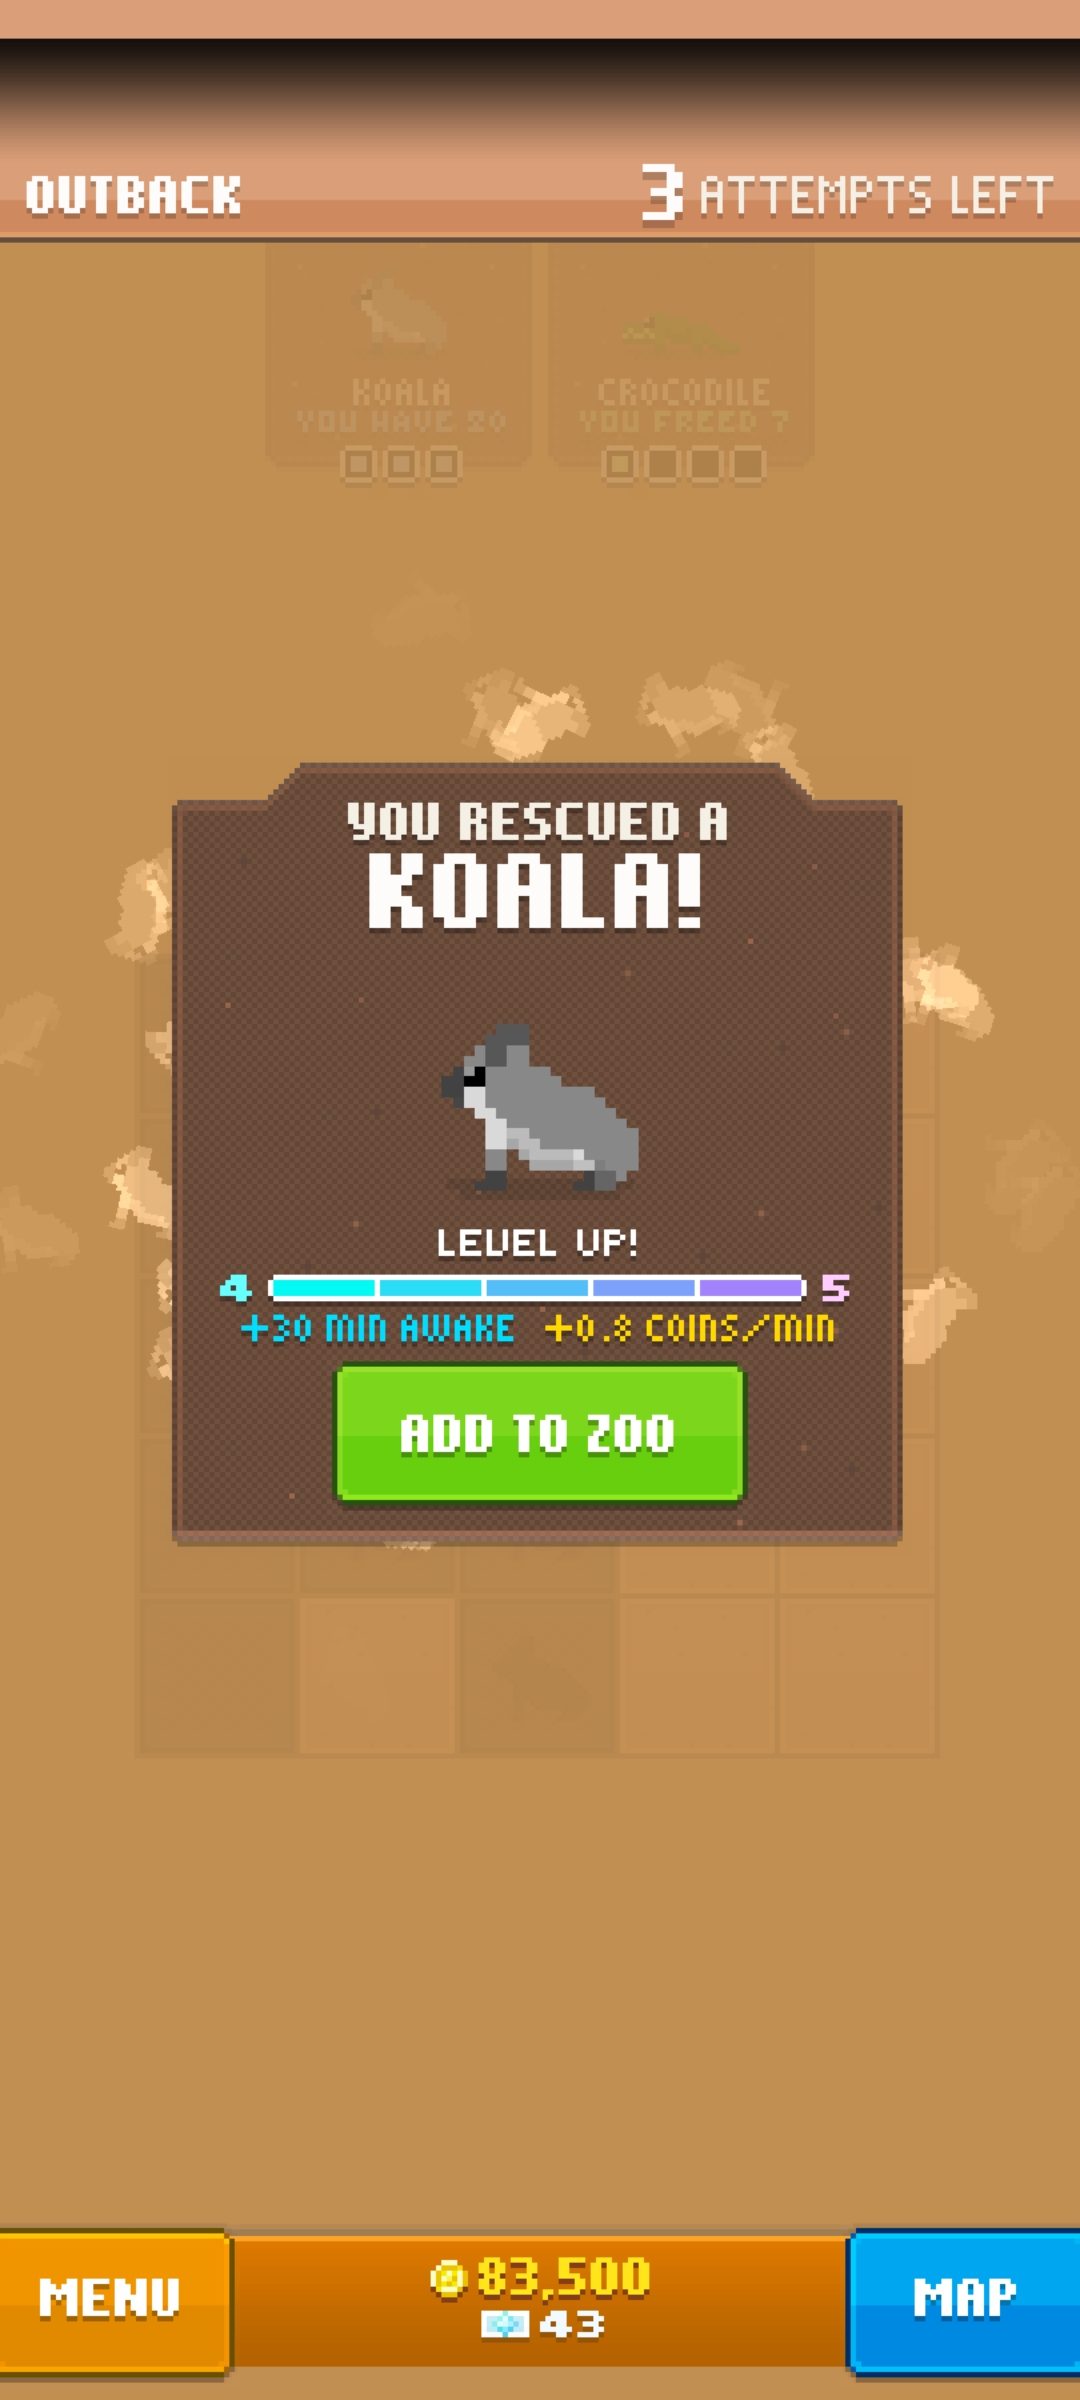 OUTBACK
3 ATTEMPTS LEFT
KOALA
YOU HAVE 20
CROCODILE
YOU FREED 7
YOU RESCUED A
KOALA!
LEVEL UP!
4 5
+30 MIN AWAKE +0.8 COINS/MIN
ADD TO ZOO
MENU
83,500
43
MAP